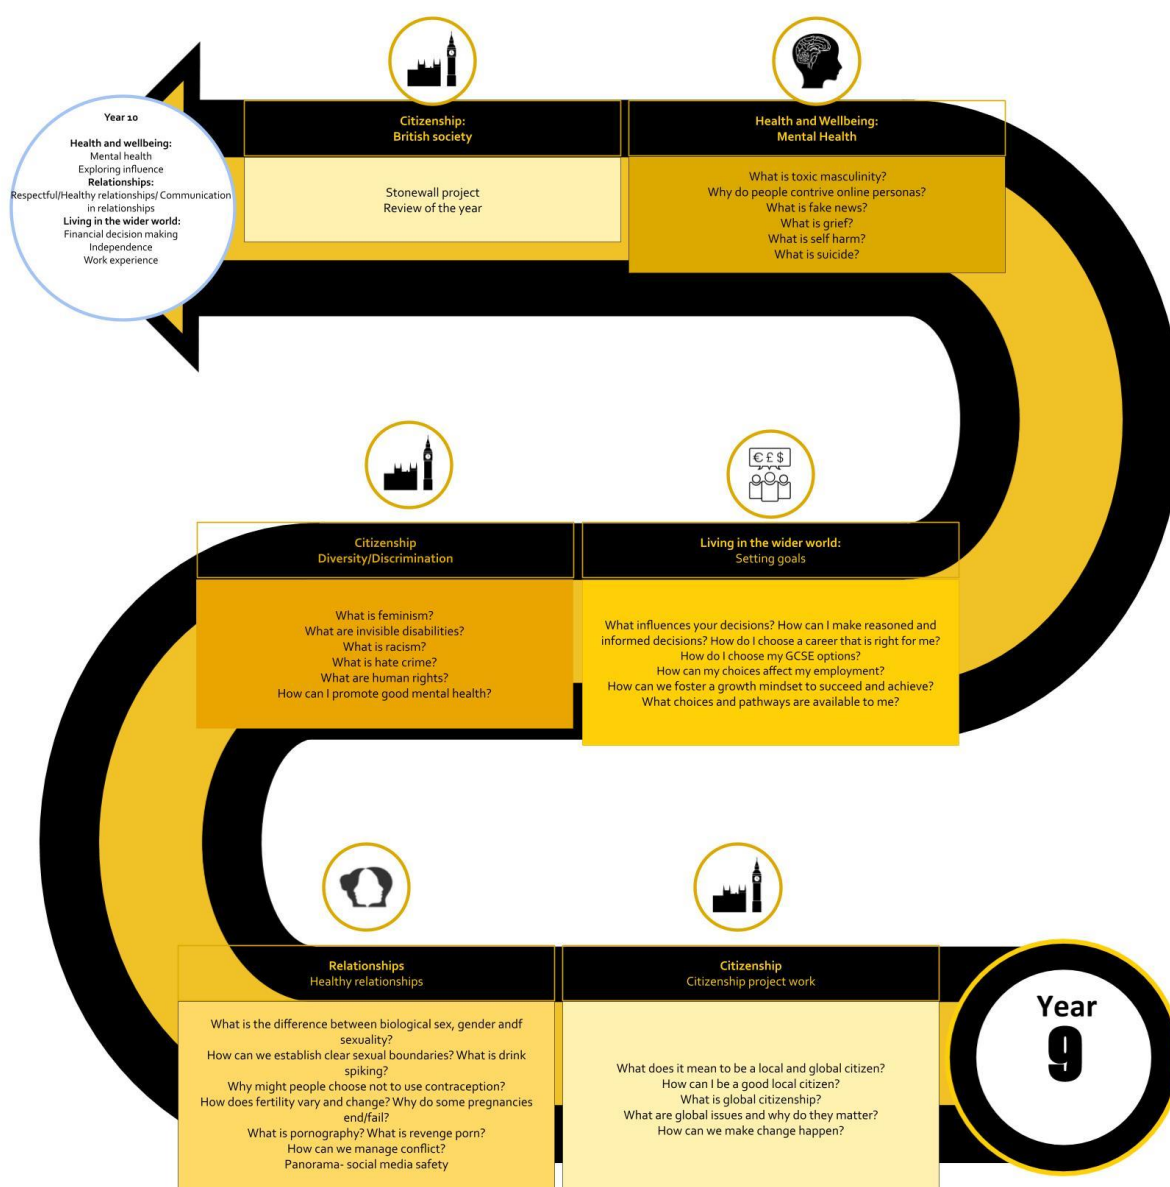 Citizenship:
British society
Health and Wellbeing:
Mental Health
Year 10
Health and wellbeing:
Mental health
Exploring influence
Relationships:
Respectful/Healthy relationships/ Communication
in relationships
Living in the wider world:
Financial decision making
Independence
Work experience
Stonewall project
Review of the year
What is toxic masculinity?
Why do people contrive online personas?
What is fake news?
What is grief?
What is self harm?
What is suicide?
€ £ $
Citizenship
Diversity/Discrimination
Living in the wider world:
Setting goals
What is feminism?
What are invisible disabilities?
What is racism?
What is hate crime?
What are human rights?
How can I promote good mental health?
What influences your decisions? How can I make reasoned and
informed decisions? How do I choose a career that is right for me?
How do I choose my GCSE options?
How can my choices affect my employment?
How can we foster a growth mindset to succeed and achieve?
What choices and pathways are available to me?
Relationships
Healthy relationships
Citizenship
Citizenship project work
What is the difference between biological sex, gender andf
sexuality?
How can we establish clear sexual boundaries? What is drink
spiking?
Why might people choose not to use contraception?
How does fertility vary and change? Why do some pregnancies
end/fail?
What is pornography? What is revenge porn?
How can we manage conflict?
Panorama- social media safety
What does it mean to be a local and global citizen?
How can I be a good local citizen?
What is global citizenship?
What are global issues and why do they matter?
How can we make change happen?
Year
9